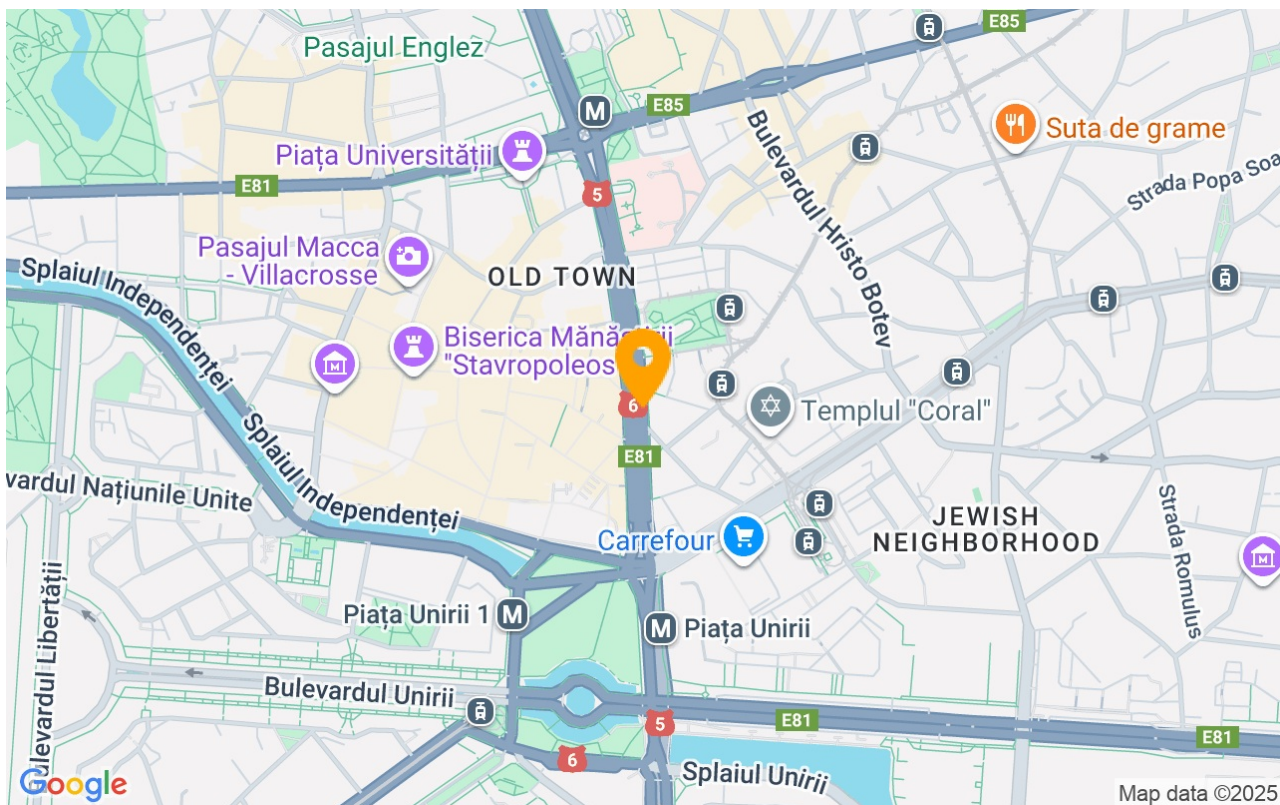 E85
Pasajul Englez
M
E85
Suta de grame
Piața Universității
Bulevardul Hristo Botev
Strada Popa Soa
E81
5
Pasajul Macca
- Villacrosse
OLD TOWN
Splaiul Independenței
Biserica Mănăstirii
"Stavropoleos
M
6
Templul "Coral"
E81
Splaiul Independenței
vardul Națiunile Unite
Carrefour
JEWISH
NEIGHBORHOOD
Strada Romulus
M
Piața Unirii 1
M
M
Piața Unirii
Bulevardul Libertății
Bulevardul Unirii
5
E81
E81
6
Splaiul Unirii
Google
Map data ©2025